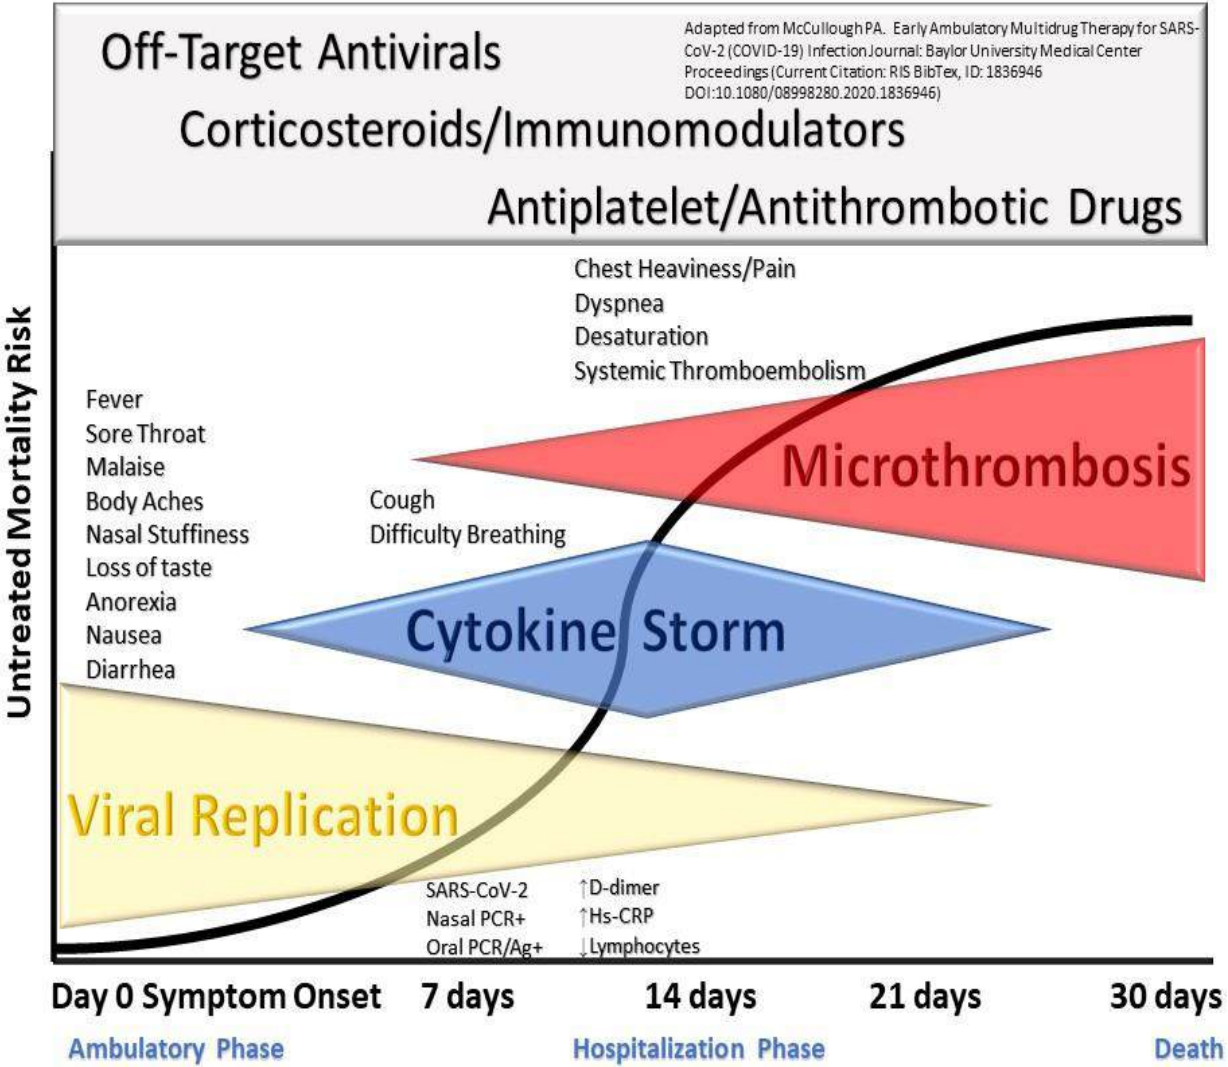 Off-Target Antivirals
Adapted from McCulloughPA. Early Ambulatory Multidrug Therapy for SARS-
CoV-2 (COVID-19) Infection Journal: Baylor University Medical Center
Proceedings (Current Citation: RIS BibTex, ID: 1836946
DOI:10.1080/08998280.2020.1836946)
Corticosteroids/Immunomodulators
Antiplatelet/Antithrombotic Drugs
Untreated Mortality Risk
Chest Heaviness/Pain
Dyspnea
Desaturation
Systemic Thromboembolism
Fever
Sore Throat
Malaise
Body Aches
Nasal Stuffiness
Loss of taste
Anorexia
Nausea
Diarrhea
Cough
Difficulty Breathing
Microthrombosis
Cytokine Storm
Viral Replication
SARS-CoV-2
Nasal PCR+
Oral PCR/Ag+
↑D-dimer
↑Hs-CRP
↓Lymphocytes
Day 0 Symptom Onset 7 days 14 days 21 days 30 days
Ambulatory Phase Hospitalization Phase Death